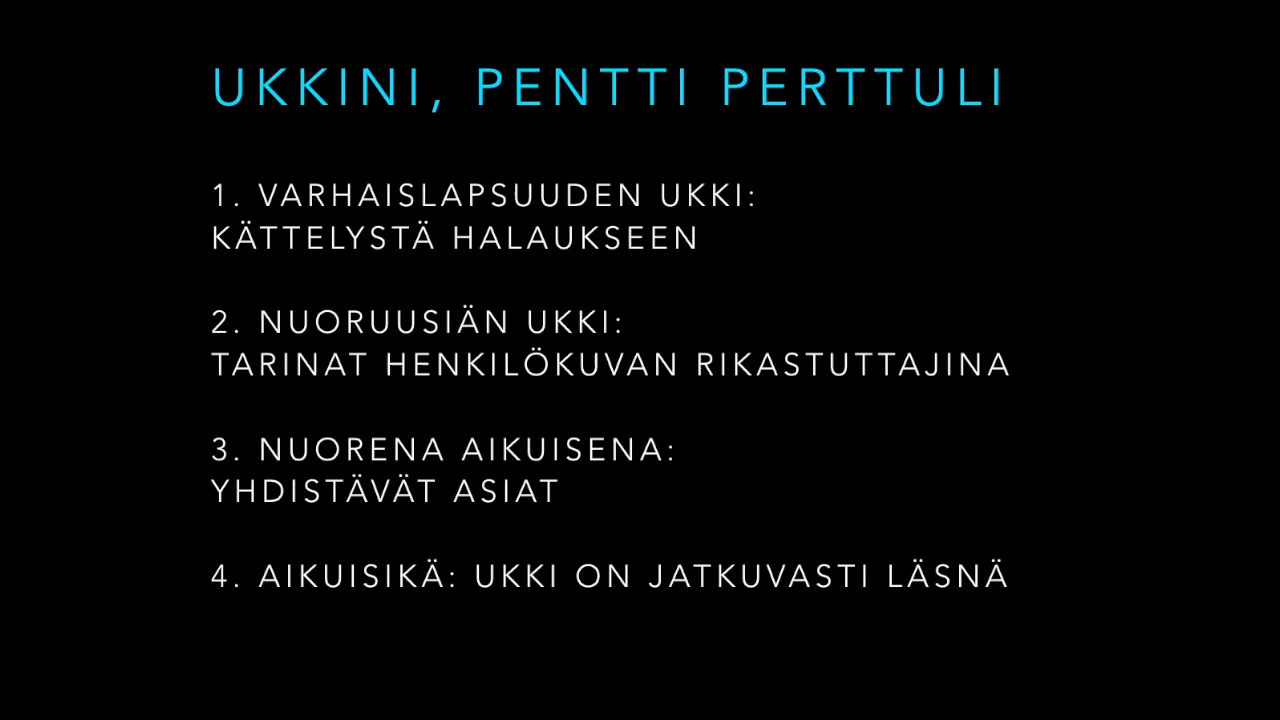 UKKINI, PENTTI PERTTULI
1. VARHAISLAPSUUDEN UKKI:
KÄTTELYSTÄ HALAUKSEEN
2. NUORUUSIÄN UKKI:
TARINAT HENKILÖKUVAN RIKASTUTTAJINA
3. NUORENA AIKUISENA:
YHDISTÄVÄT ASIAT
4. AIKUISIKÄ: UKKI ON JATKUVASTI LÄSNÄ